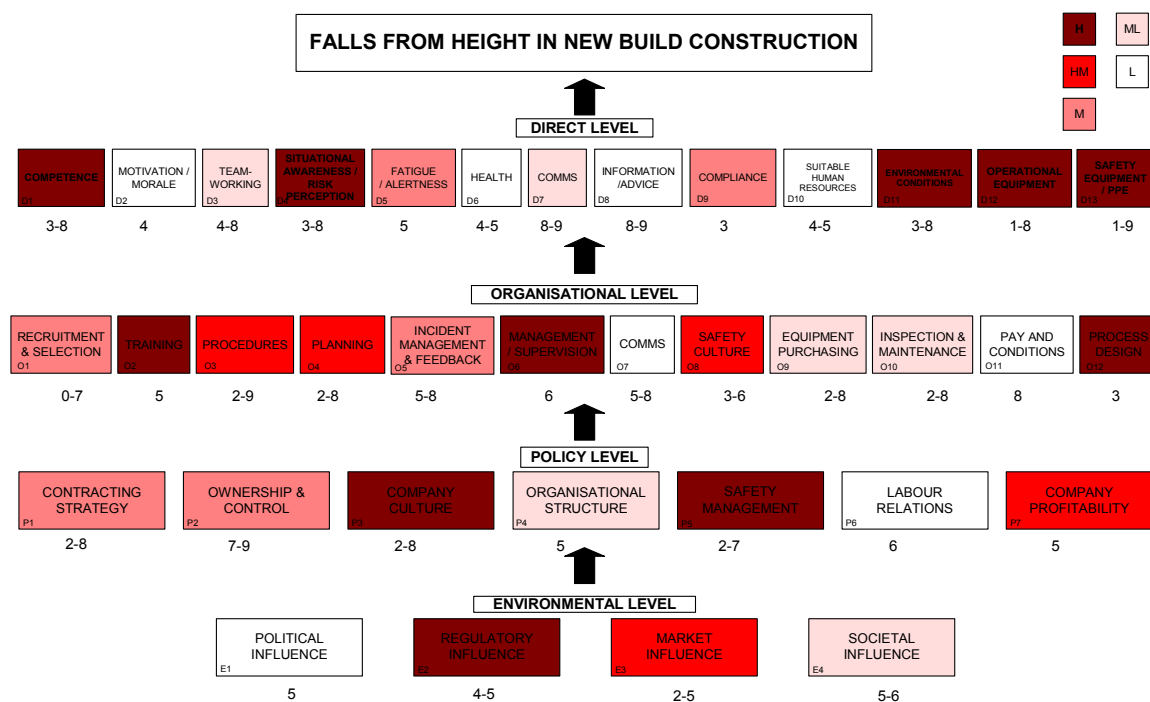 FALLS FROM HEIGHT IN NEW BUILD CONSTRUCTION
H
ML
HM
L
M
DIRECT LEVEL
COMPETENCE
D1
MOTIVATION /
MORALE
D2
TEAM-
WORKING
D3
SITUATIONAL
AWARENESS /
RISK
PERCEPTION
D4
FATIGUE
/ ALERTNESS
D5
HEALTH
D6
COMMS
D7
INFORMATION
/ADVICE
D8
COMPLIANCE
D9
SUITABLE
HUMAN
RESOURCES
D10
ENVIRONMENTAL
CONDITIONS
D11
OPERATIONAL
EQUIPMENT
D12
SAFETY
EQUIPMENT
/ PPE
D13
3-8
4
4-8
3-8
5
4-5
8-9
8-9
3
4-5
3-8
1-8
1-9
ORGANISATIONAL LEVEL
RECRUITMENT
& SELECTION
O1
TRAINING
O2
PROCEDURES
O3
PLANNING
O4
INCIDENT
MANAGEMENT
& FEEDBACK
O5
MANAGEMENT
/ SUPERVISION
O6
COMMS
O7
SAFETY
CULTURE
O8
EQUIPMENT
PURCHASING
O9
INSPECTION &
MAINTENANCE
O10
PAY AND
CONDITIONS
O11
PROCESS
DESIGN
O12
0-7
5
2-9
2-8
5-8
6
5-8
3-6
2-8
2-8
8
3
POLICY LEVEL
CONTRACTING
STRATEGY
P1
OWNERSHIP &
CONTROL
P2
COMPANY
CULTURE
P3
ORGANISATIONAL
STRUCTURE
P4
SAFETY
MANAGEMENT
P5
LABOUR
RELATIONS
P6
COMPANY
PROFITABILITY
P7
2-8
7-9
2-8
5
2-7
6
5
ENVIRONMENTAL LEVEL
POLITICAL
INFLUENCE
E1
REGULATORY
INFLUENCE
E2
MARKET
INFLUENCE
E3
SOCIETAL
INFLUENCE
E4
5
4-5
2-5
5-6